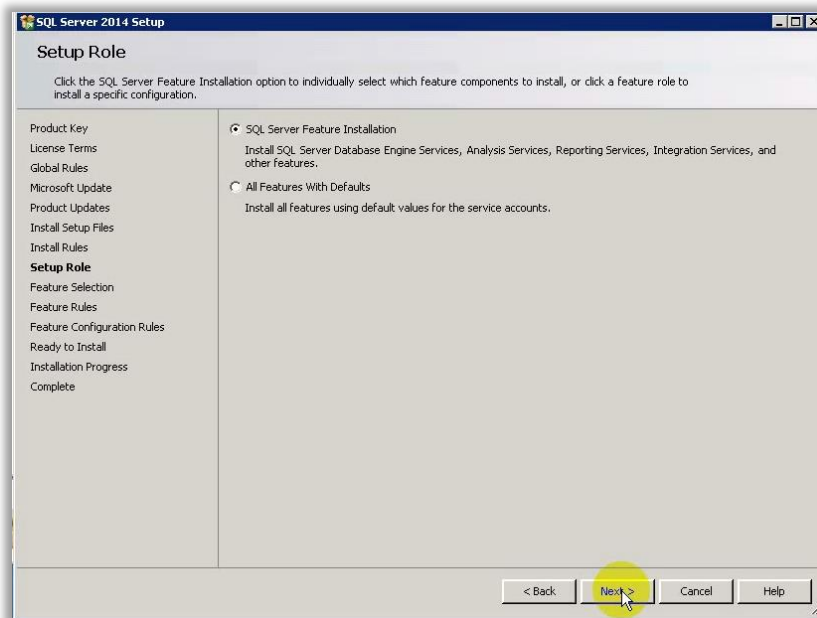 SQL Server 2014 Setup
Setup Role
Click the SQL Server Feature Installation option to individually select which feature components to install, or click a feature role to
install a specific configuration.
Product Key
License Terms
Global Rules
Microsoft Update
Product Updates
Install Setup Files
Install Rules
Setup Role
Feature Selection
Feature Rules
Feature Configuration Rules
Ready to Install
Installation Progress
Complete
SQL Server Feature Installation
Install SQL Server Database Engine Services, Analysis Services, Reporting Services, Integration Services, and
other features.
All Features With Defaults
Install all features using default values for the service accounts.
< Back Next > Cancel Help